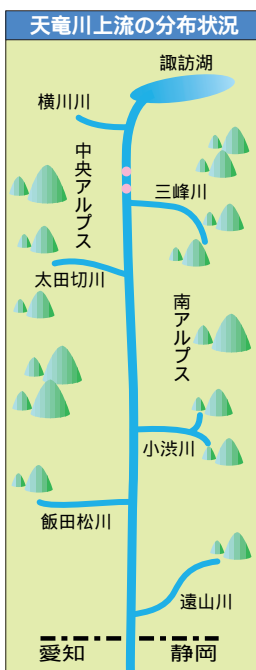 天竜川上流の分布状況
諏訪湖
横川川
中央アルプス
三峰川
太田切川
南アルプス
小渋川
飯田松川
遠山川
愛知
静岡